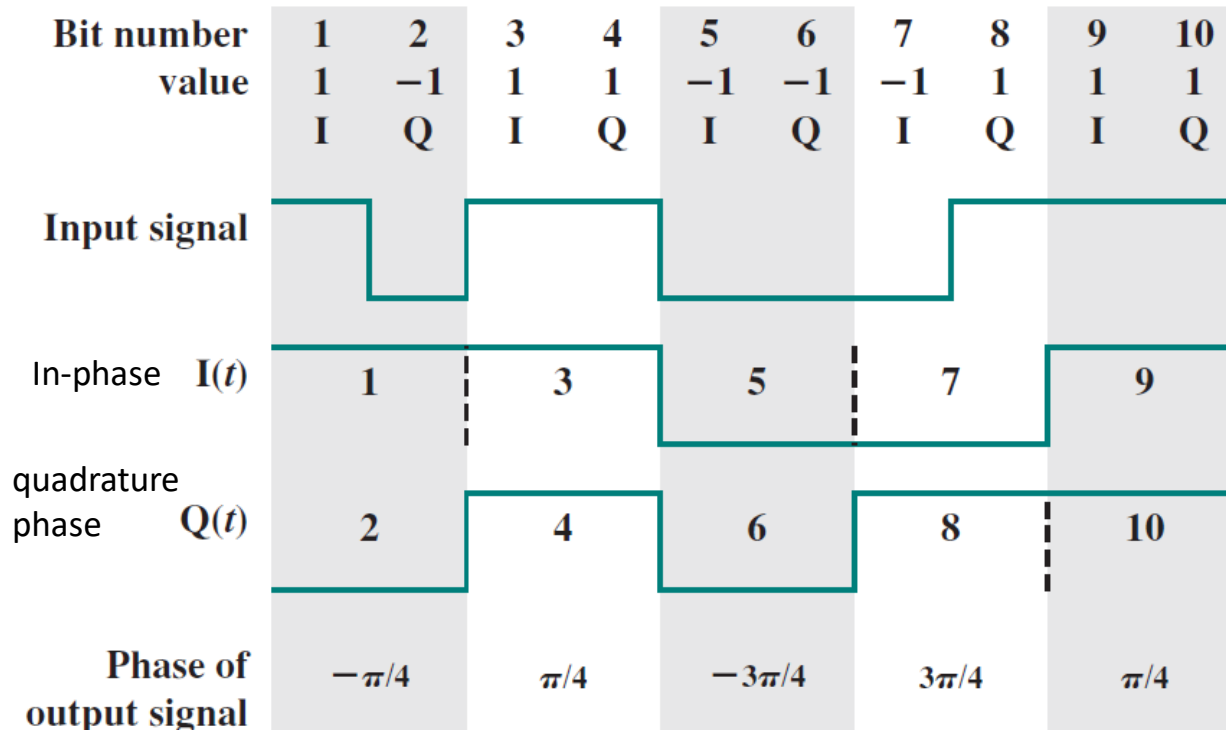 Bit number 1 2 3 4 5 6 7 8 9 10
value 1 −1 1 1 −1 −1 −1 1 1 1
I Q I Q I Q I Q I Q
Input signal
In-phase I(t) 1 3 5 7 9
quadrature
phase Q(t) 2 4 6 8 10
Phase of −π/4 π/4 −3π/4 3π/4 π/4
output signal